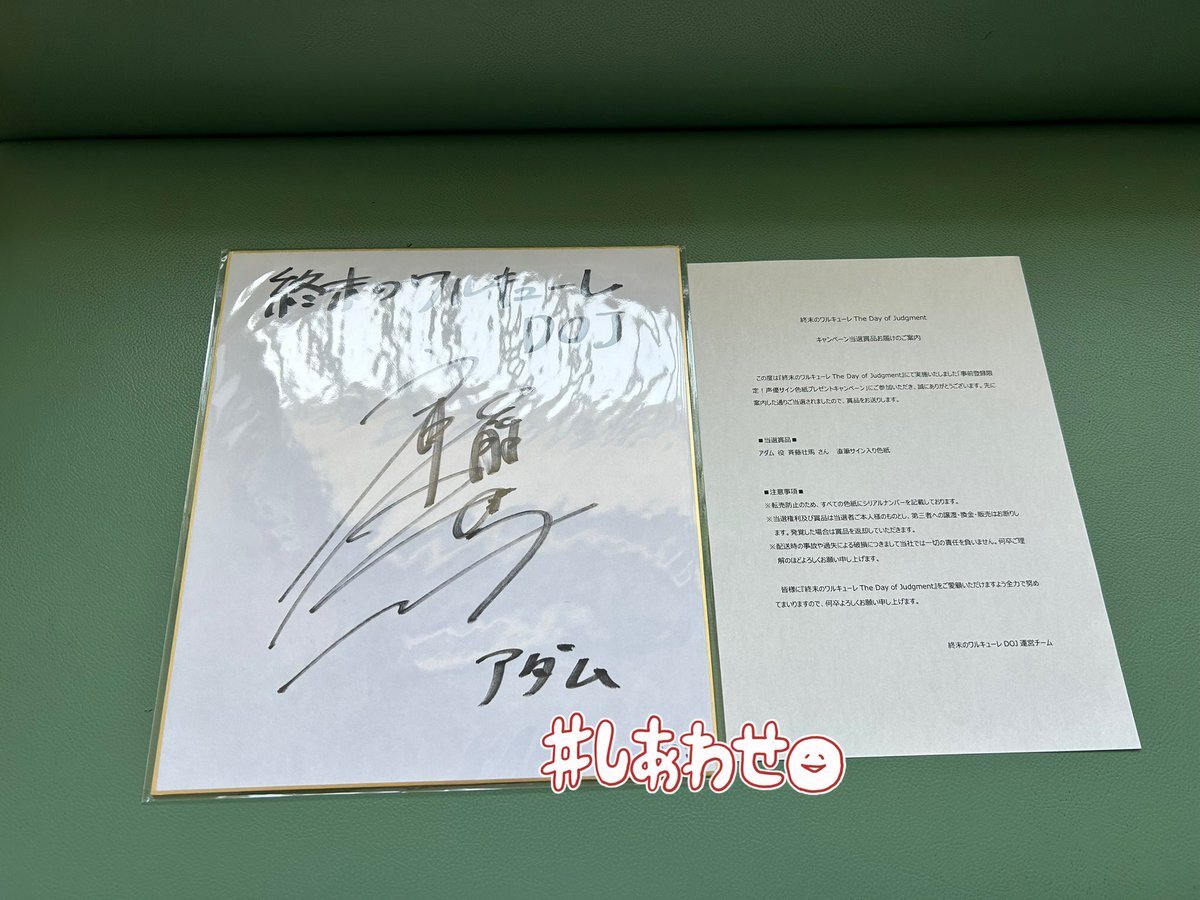 終末のワルキューレ
DOJ
アダム
終末のワルキューレ The Day of Judgment
キャンペーン当選賞品お届けのご案内
この度は『終末のワルキューレ The Day of Judgment』にて実施いたしました「事前登録限
定！声優サイン色紙プレゼントキャンペーン」にご参加いただき、誠にありがとうございます。先に
案内した通りご当選されましたので、賞品をお送りします。
■当選賞品■
アダム 役 斉藤壮馬 さん　直筆サイン入り色紙
■注意事項■
※転売防止のため、すべての色紙にシリアルナンバーを記載しております。
※当選権利及び賞品は当選者ご本人様のものとし、第三者への譲渡・換金・販売はお断りし
ます。発覚した場合は賞品を返却していただきます。
※配送時の事故や過失による破損につきまして当社では一切の責任を負いません。何卒ご理
解のほどよろしくお願い申し上げます。
皆様に『終末のワルキューレ The Day of Judgment』をご愛顧いただけますよう全力で努め
てまいりますので、何卒よろしくお願い申し上げます。
終末のワルキューレ DOJ 運営チーム
#しあわせ